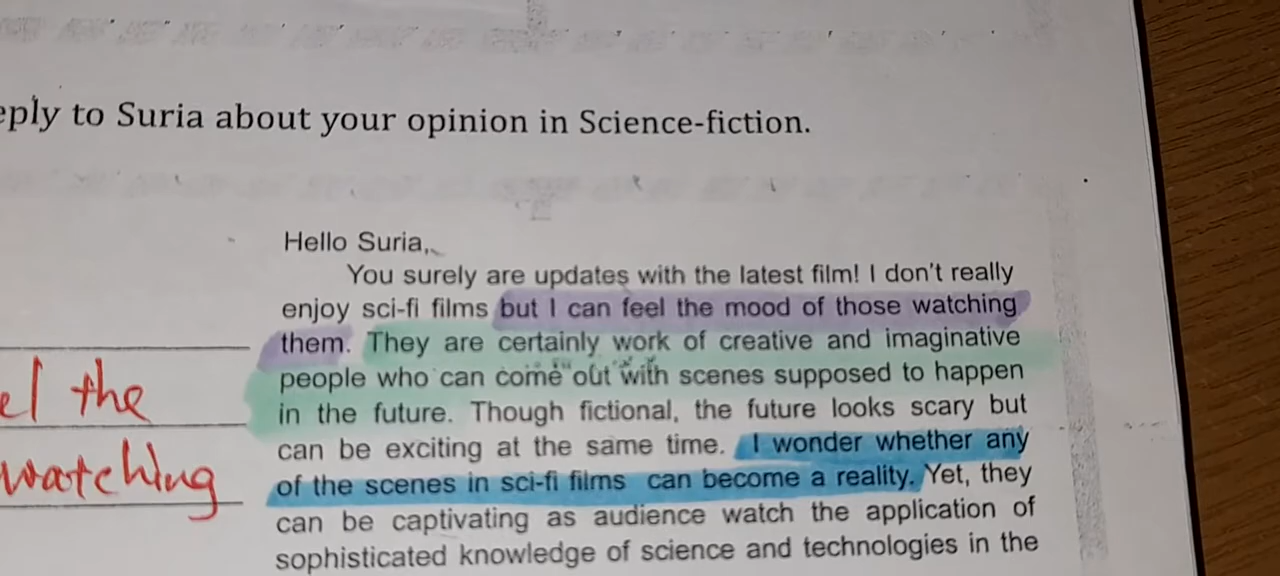 eply to Suria about your opinion in Science-fiction.
Hello Suria,
You surely are updates with the latest film! I don't really
enjoy sci-fi films but I can feel the mood of those watching
them. They are certainly work of creative and imaginative
people who can come out with scenes supposed to happen
in the future. Though fictional, the future looks scary but
can be exciting at the same time. I wonder whether any
of the scenes in sci-fi films can become a reality. Yet, they
can be captivating as audience watch the application of
sophisticated knowledge of science and technologies in the
el the
watching